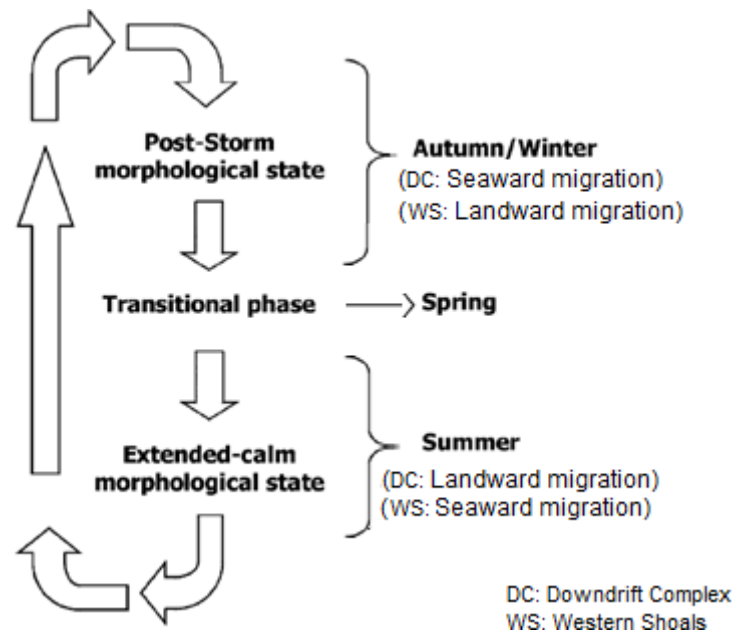 Post-Storm
morphological state
Autumn/Winter
(DC: Seaward migration)
(WS: Landward migration)
Transitional phase
Spring
Extended-calm
morphological state
Summer
(DC: Landward migration)
(WS: Seaward migration)
DC: Downdrift Complex
WS: Western Shoals